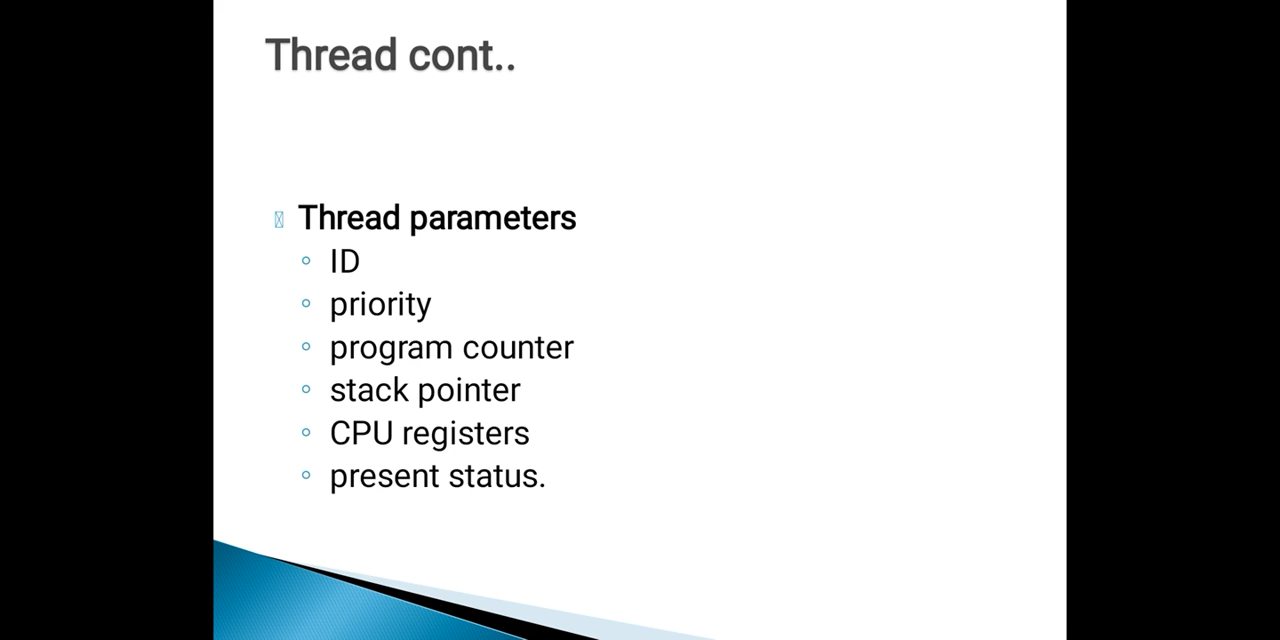 Thread cont..
Thread parameters
ID
priority
program counter
stack pointer
CPU registers
present status.